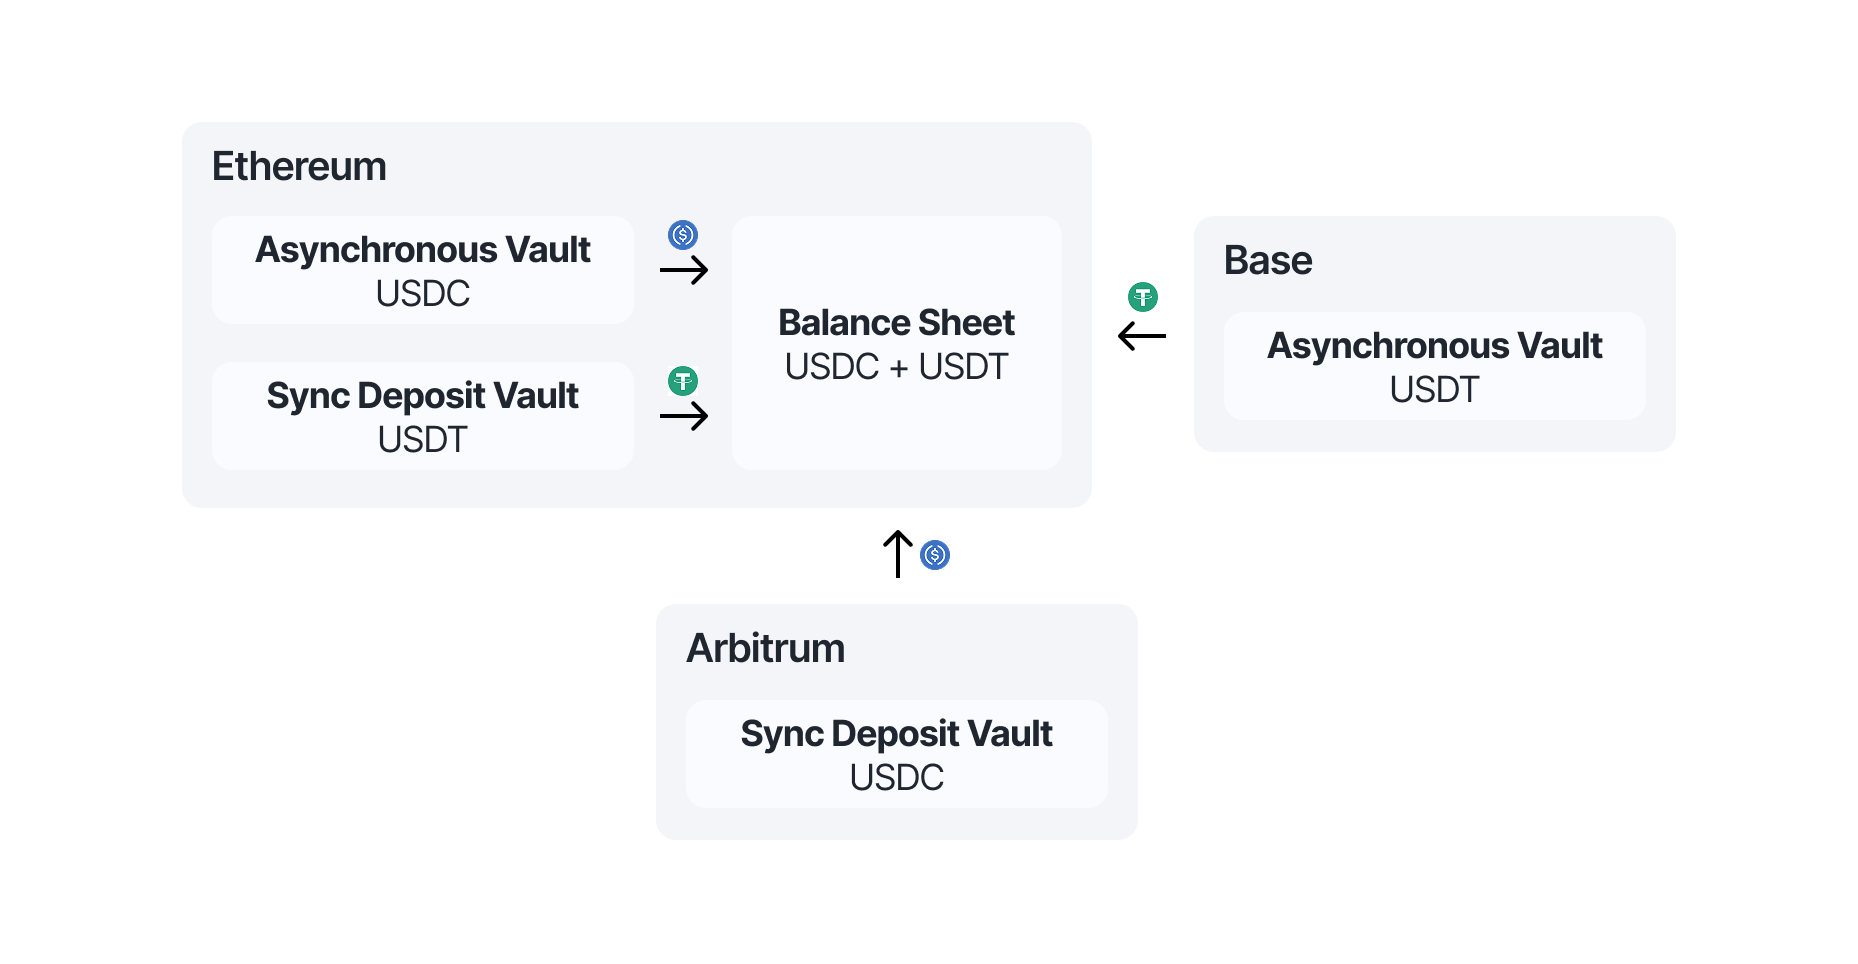 Ethereum
Asynchronous Vault
USDC
Sync Deposit Vault
USDT
Balance Sheet
USDC + USDT
Base
Asynchronous Vault
USDT
Arbitrum
Sync Deposit Vault
USDC